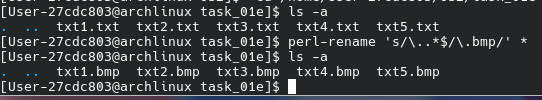 [User-27cdc803@archlinux task_01e]$ ls -a
. .. txt1.txt txt2.txt txt3.txt txt4.txt txt5.txt
[User-27cdc803@archlinux task_01e]$ perl-rename 's/\..*$/\.bmp/' *
[User-27cdc803@archlinux task_01e]$ ls -a
. .. txt1.bmp txt2.bmp txt3.bmp txt4.bmp txt5.bmp
[User-27cdc803@archlinux task_01e]$